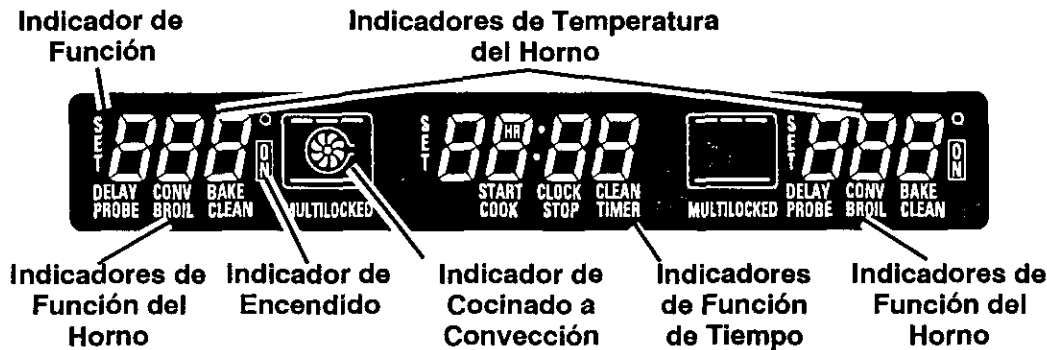 Indicador de
Función
Indicadores de Temperatura
del Horno
SET
888°
ON
DELAY CONV BAKE
PROBE BROIL CLEAN
MULTILOCKED
SET
88:88
HR
START CLOCK CLEAN
COOK STOP TIMER
MULTILOCKED
SET
888°
ON
DELAY CONV BAKE
PROBE BROIL CLEAN
Indicadores de
Función del
Horno
Indicador de
Encendido
Indicador de
Cocinado a
Convección
Indicadores
de Función
de Tiempo
Indicadores de
Función del
Horno